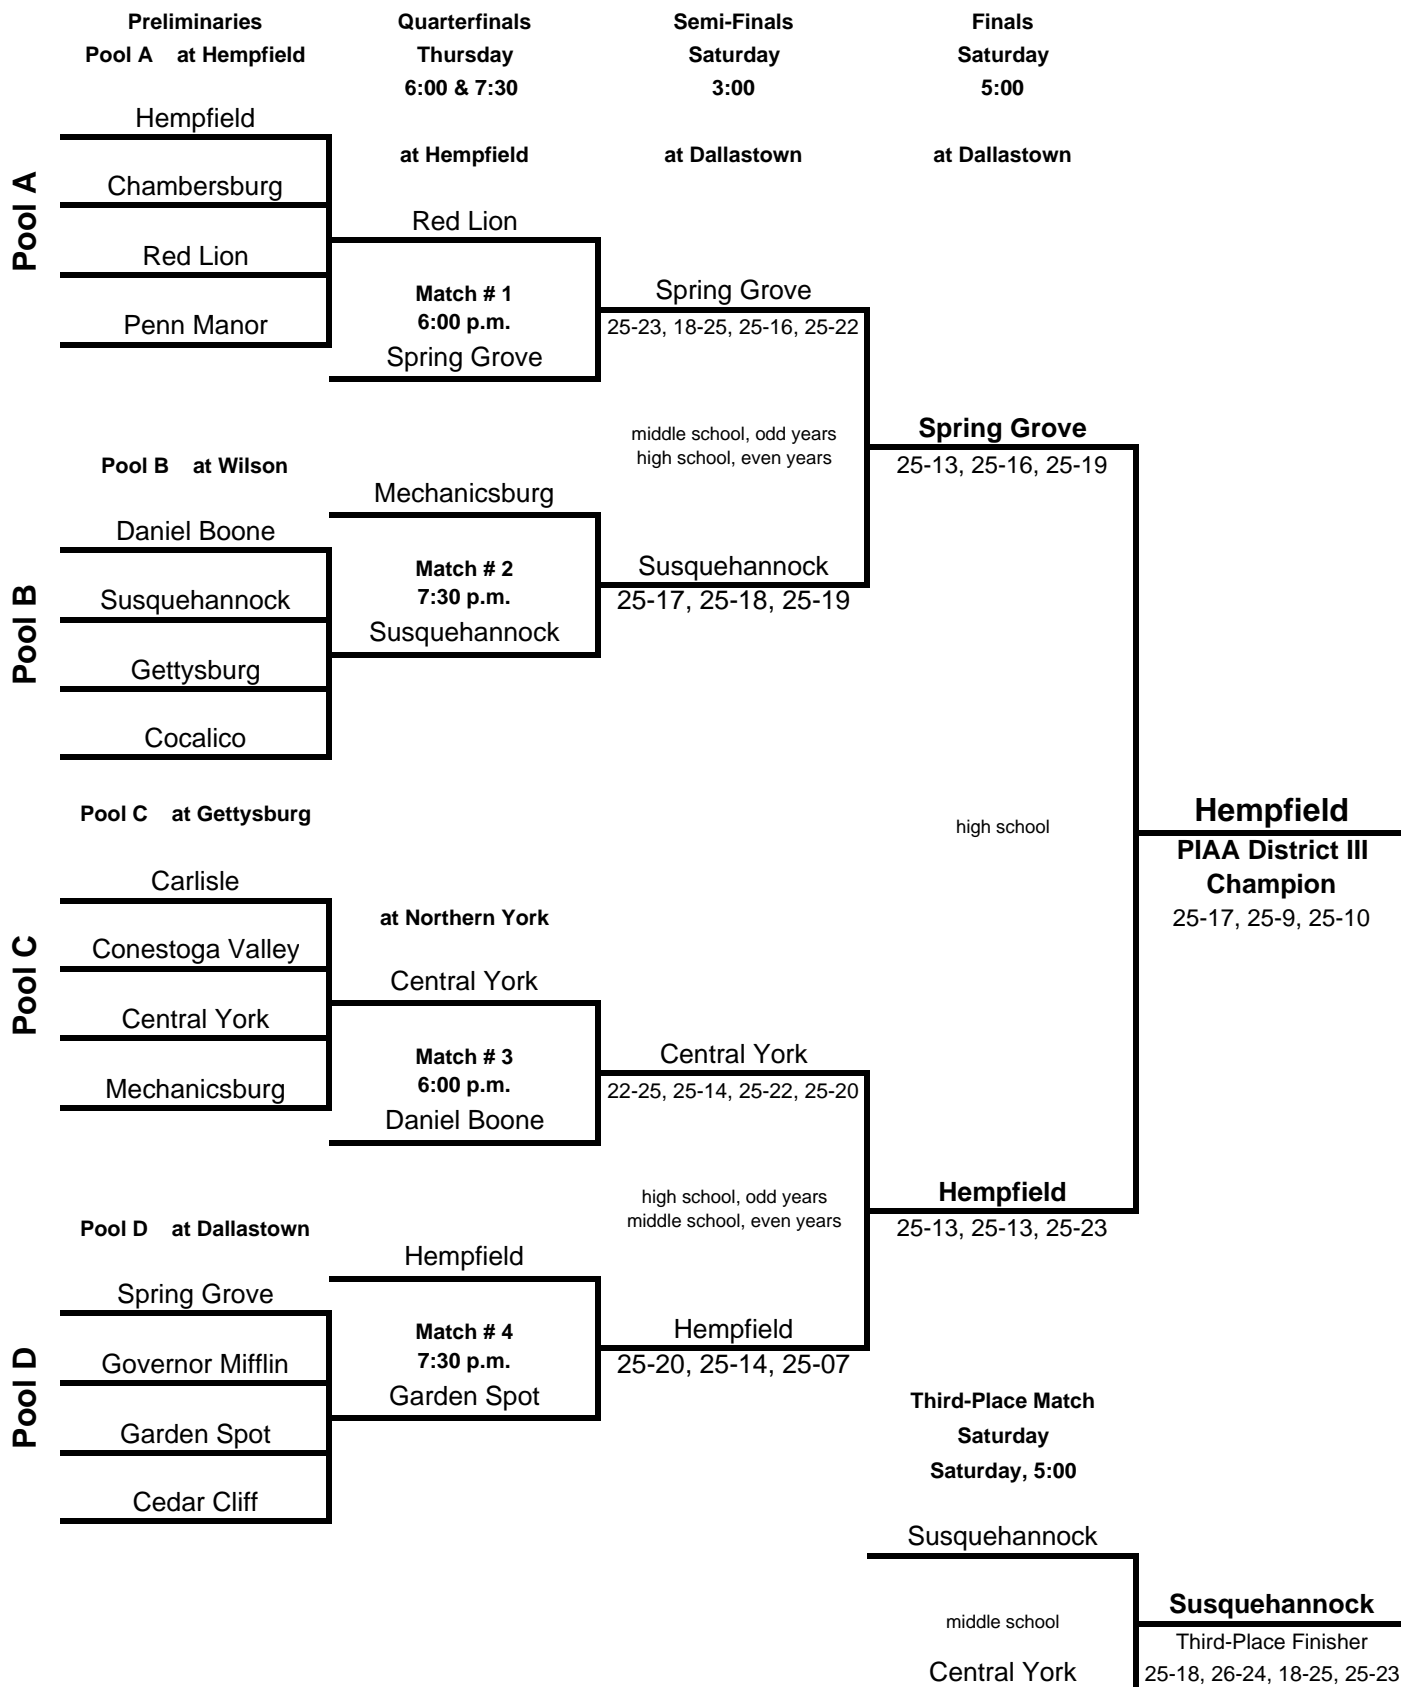 Preliminaries
Pool A at Hempfield
Pool A
Hempfield
Chambersburg
Red Lion
Penn Manor
Pool B at Wilson
Pool B
Daniel Boone
Susquehannock
Gettysburg
Cocalico
Pool C at Gettysburg
Pool C
Carlisle
Conestoga Valley
Central York
Mechanicsburg
Pool D at Dallastown
Pool D
Spring Grove
Governor Mifflin
Garden Spot
Cedar Cliff
Quarterfinals
Thursday
6:00 & 7:30
at Hempfield
Red Lion
Match # 1
6:00 p.m.
Spring Grove
Mechanicsburg
Match # 2
7:30 p.m.
Susquehannock
at Northern York
Central York
Match # 3
6:00 p.m.
Daniel Boone
Hempfield
Match # 4
7:30 p.m.
Garden Spot
Semi-Finals
Saturday
3:00
at Dallastown
Spring Grove
25-23, 18-25, 25-16, 25-22
middle school, odd years
high school, even years
Susquehannock
25-17, 25-18, 25-19
Central York
22-25, 25-14, 25-22, 25-20
high school, odd years
middle school, even years
Hempfield
25-20, 25-14, 25-07
Finals
Saturday
5:00
at Dallastown
Spring Grove
25-13, 25-16, 25-19
high school
Hempfield
25-13, 25-13, 25-23
Hempfield
PIAA District III
Champion
25-17, 25-9, 25-10
Third-Place Match
Saturday
Saturday, 5:00
Susquehannock
middle school
Central York
Susquehannock
Third-Place Finisher
25-18, 26-24, 18-25, 25-23